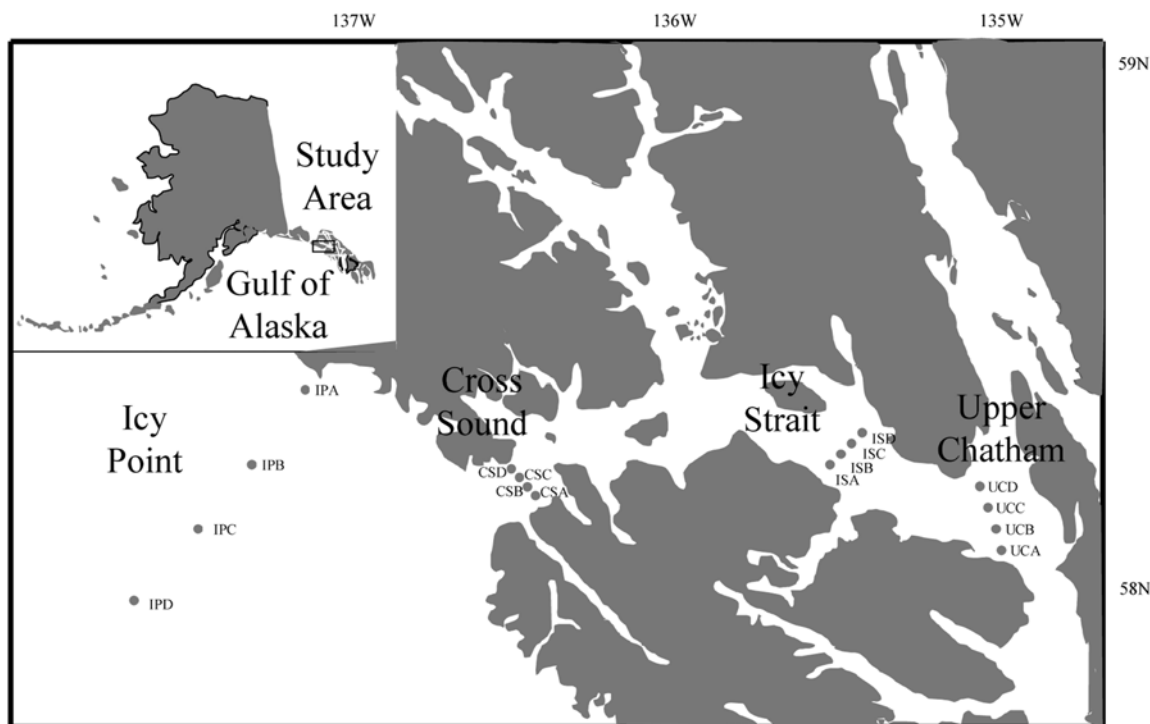 137W
136W
135W
59N
Study
Area
Gulf of
Alaska
Icy
Point
Cross
Sound
Icy
Strait
Upper
Chatham
IPA
IPB
IPC
IPD
CSD
CSC
CSB
CSA
ISD
ISC
ISB
ISA
UCD
UCC
UCB
UCA
58N